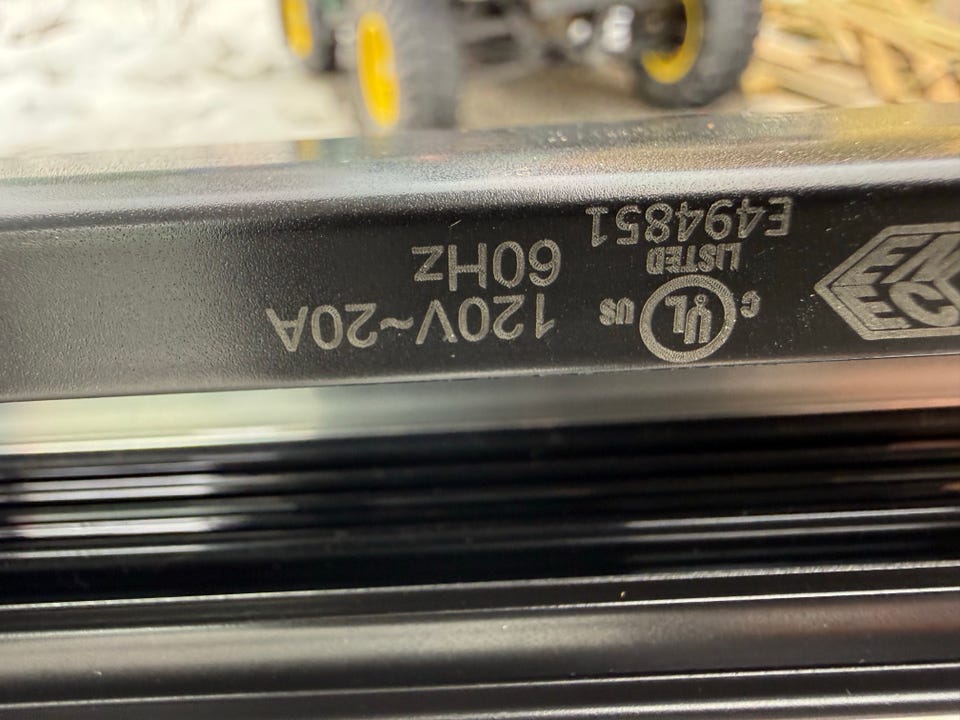 C UL US
LISTED
E494851
120V~20A
60Hz